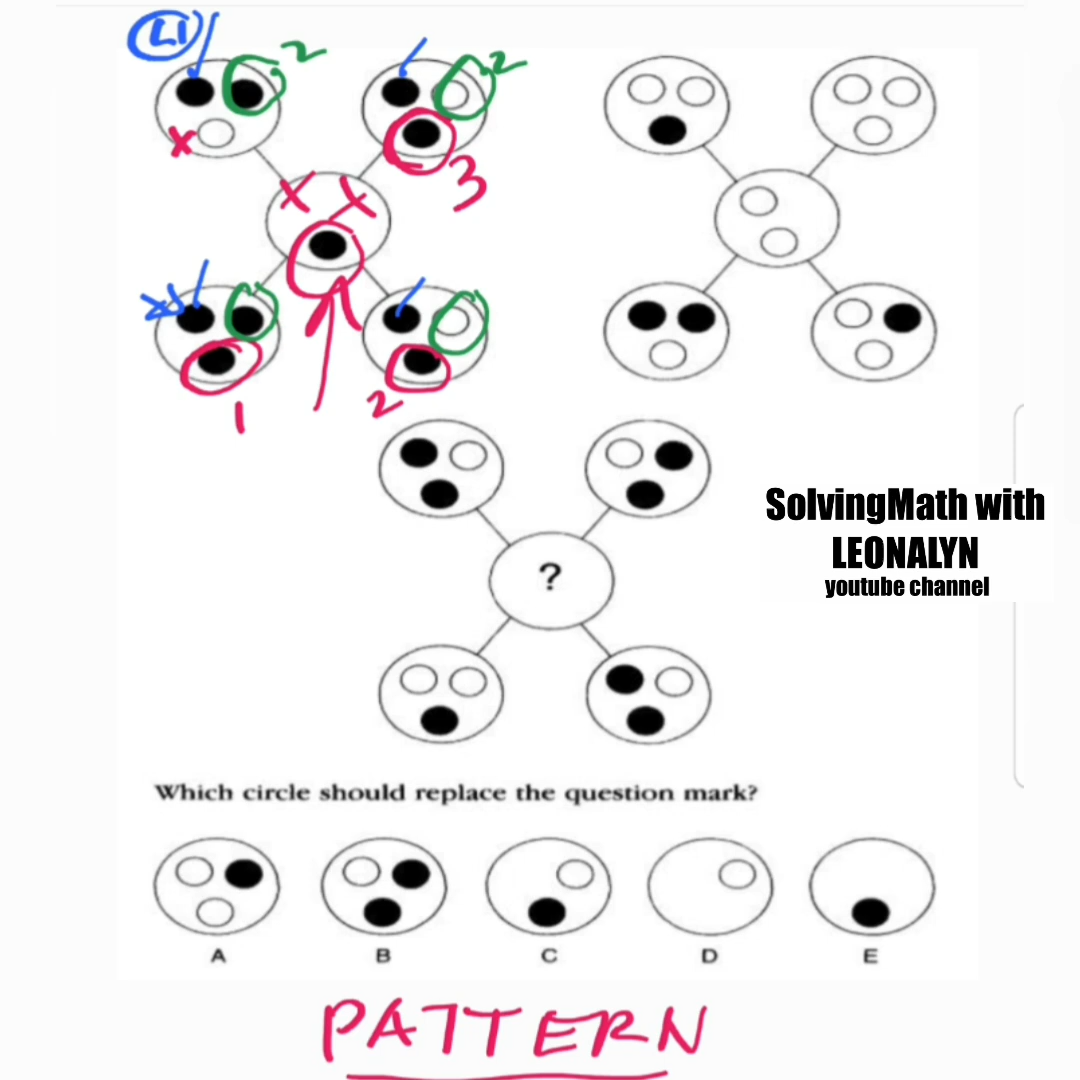 L1
2
2
3
1
2
?
SolvingMath with
LEONALYN
youtube channel
Which circle should replace the question mark?
A B C D E
PATTERN